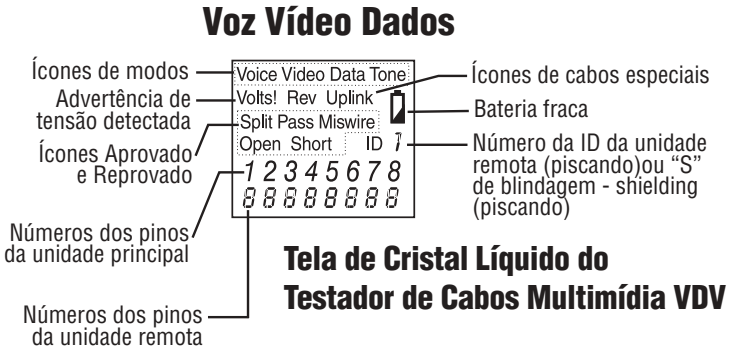 Voz Vídeo Dados
Ícones de modos
Advertência de
tensão detectada
Ícones Aprovado
e Reprovado
Números dos pinos
da unidade principal
Números dos pinos
da unidade remota
Voice Video Data Tone
Volts! Rev Uplink
Split Pass Miswire
Open Short ID 1
1 2 3 4 5 6 7 8
8 8 8 8 8 8 8 8
Ícones de cabos especiais
Bateria fraca
Número da ID da unidade
remota (piscando)ou “S”
de blindagem - shielding
(piscando)
Tela de Cristal Líquido do
Testador de Cabos Multimídia VDV